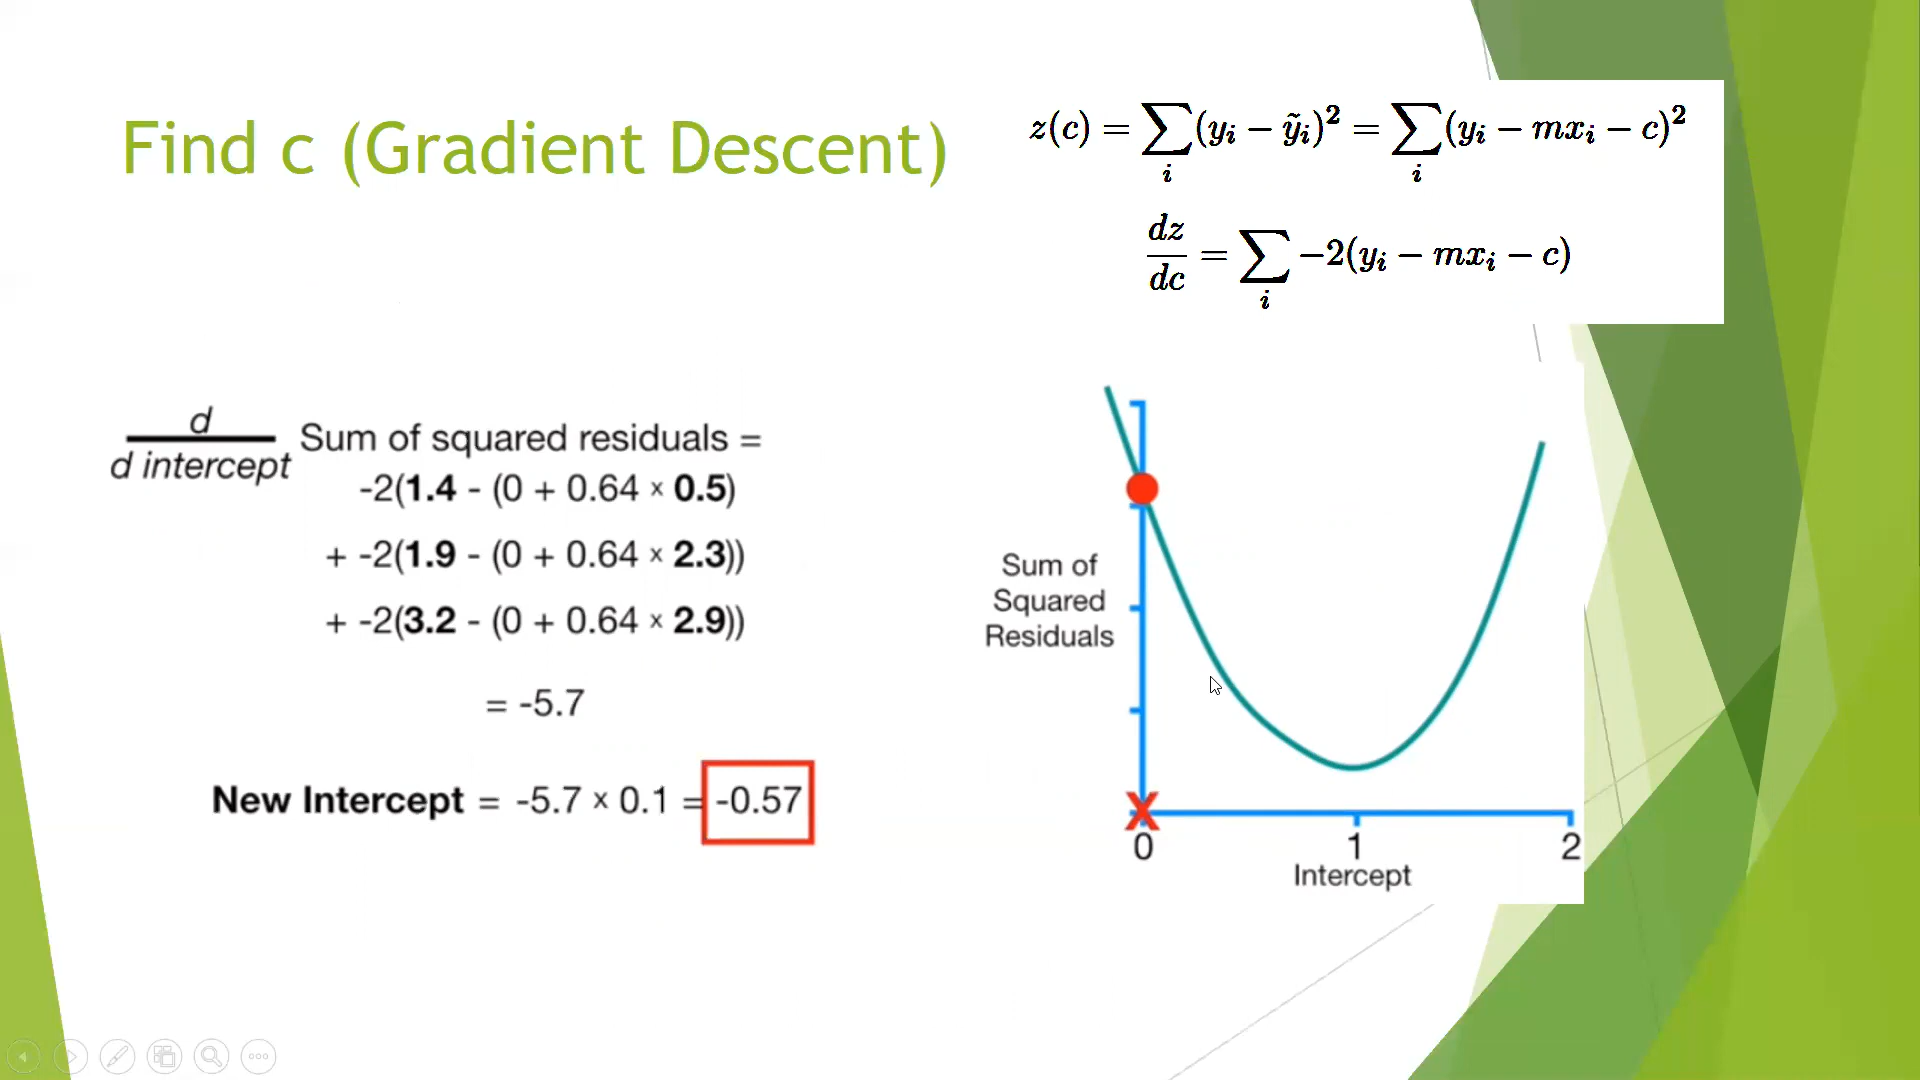 Find c (Gradient Descent)
z(c) = ∑_i (y_i − ỹ_i)² = ∑_i (y_i − mx_i − c)²
dz/dc = ∑_i −2(y_i − mx_i − c)
d/d intercept Sum of squared residuals =
-2(1.4 - (0 + 0.64 × 0.5)
+ -2(1.9 - (0 + 0.64 × 2.3))
+ -2(3.2 - (0 + 0.64 × 2.9))
= -5.7
New Intercept = -5.7 × 0.1 = -0.57
Sum of
Squared
Residuals
X
0 1 2
Intercept